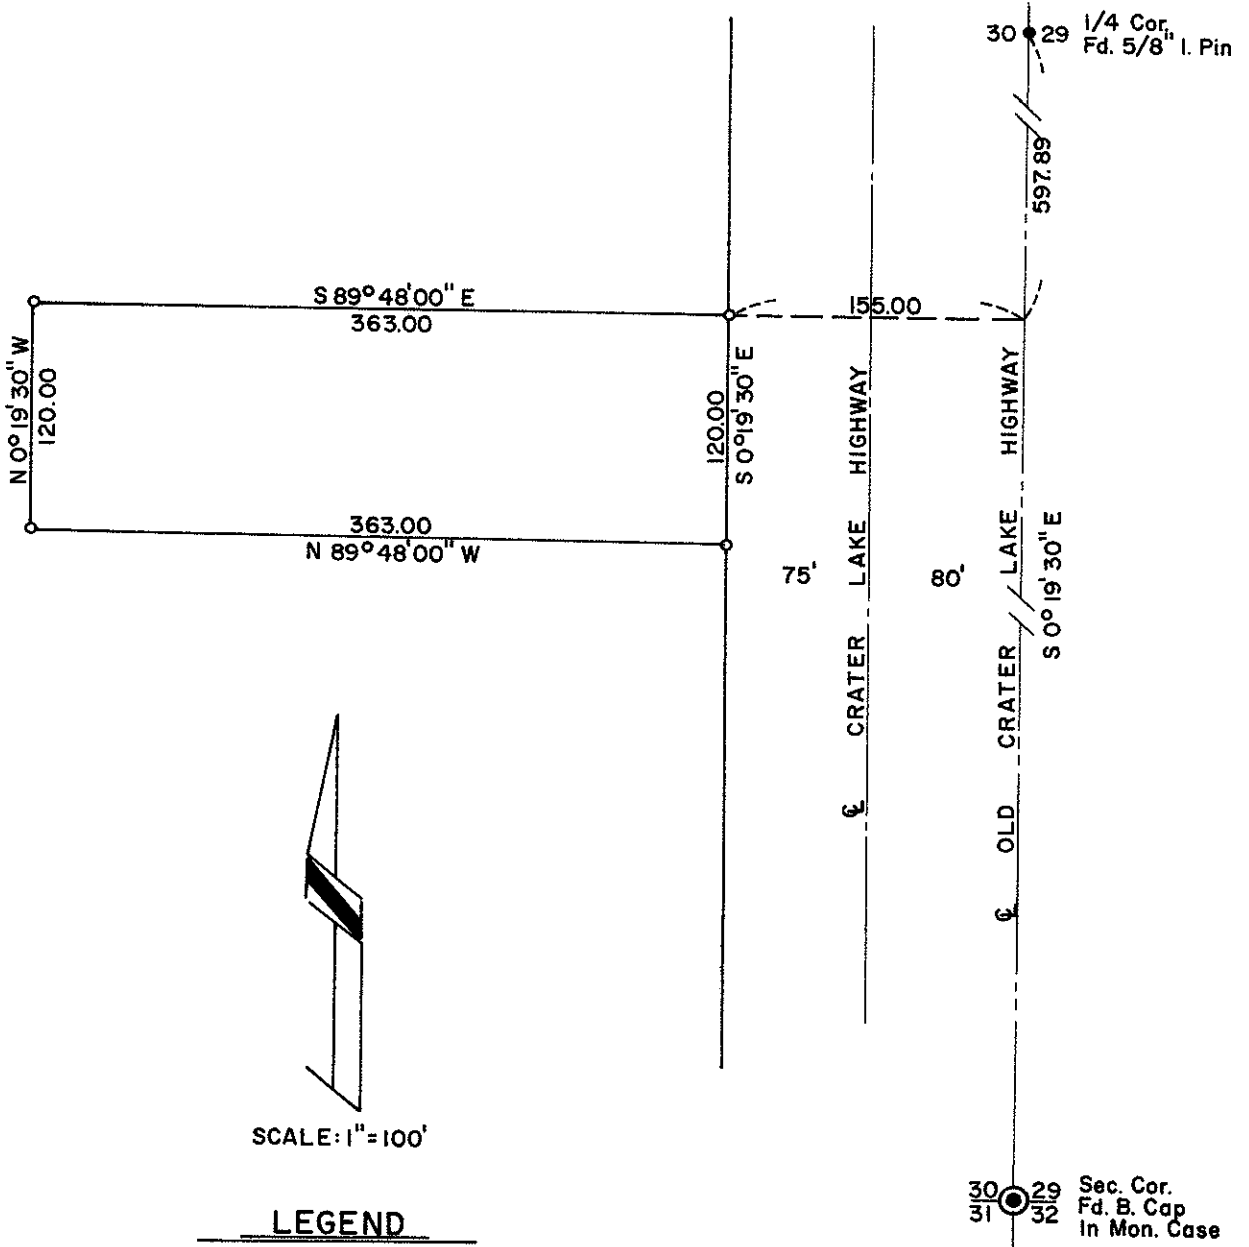 30 29 1/4 Cor.
Fd. 5/8" I. Pin
597.89
S 89° 48' 00" E
363.00
155.00
N 0° 19' 30" W
120.00
120.00
S 0° 19' 30" E
363.00
N 89° 48' 00" W
75'
80'
℄ CRATER LAKE HIGHWAY
℄ OLD CRATER LAKE HIGHWAY
S 0° 19' 30" E
SCALE: 1" = 100'
30 29 Sec. Cor.
31 32 Fd. B. Cap
In Mon. Case
LEGEND